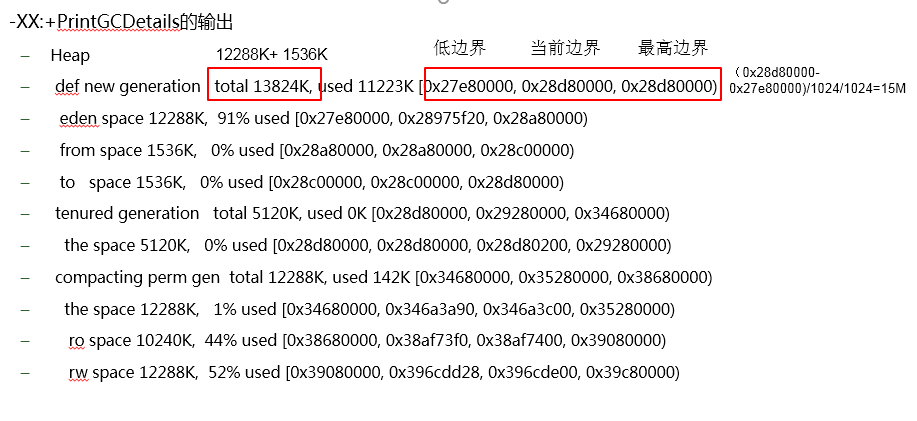 -XX:+PrintGCDetails的输出
– Heap 12288K+ 1536K 低边界 当前边界 最高边界
– def new generation total 13824K, used 11223K [0x27e80000, 0x28d80000, 0x28d80000) （0x28d80000-
0x27e80000)/1024/1024=15M
– eden space 12288K, 91% used [0x27e80000, 0x28975f20, 0x28a80000)
– from space 1536K, 0% used [0x28a80000, 0x28a80000, 0x28c00000)
– to space 1536K, 0% used [0x28c00000, 0x28c00000, 0x28d80000)
– tenured generation total 5120K, used 0K [0x28d80000, 0x29280000, 0x34680000)
– the space 5120K, 0% used [0x28d80000, 0x28d80000, 0x28d80200, 0x29280000)
– compacting perm gen total 12288K, used 142K [0x34680000, 0x35280000, 0x38680000)
– the space 12288K, 1% used [0x34680000, 0x346a3a90, 0x346a3c00, 0x35280000)
– ro space 10240K, 44% used [0x38680000, 0x38af73f0, 0x38af7400, 0x39080000)
– rw space 12288K, 52% used [0x39080000, 0x396cdd28, 0x396cde00, 0x39c80000)